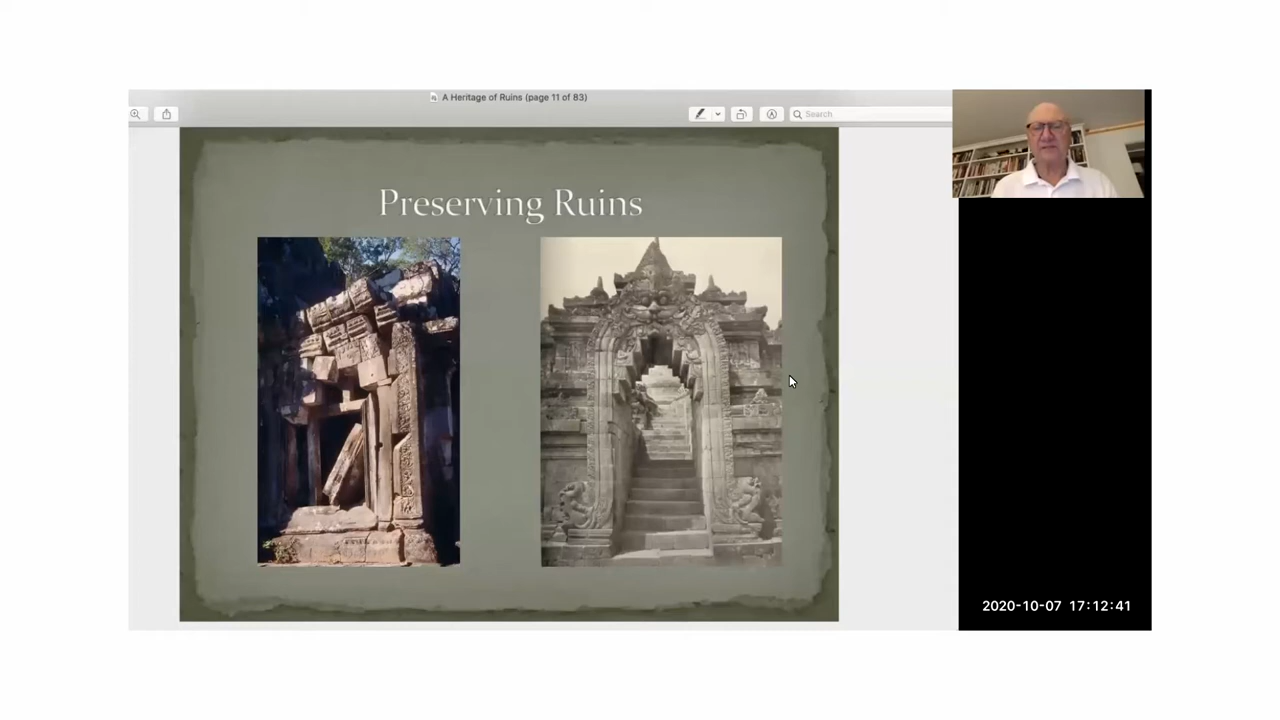 A Heritage of Ruins (page 11 of 83)
Search
Preserving Ruins
2020-10-07 17:12:41